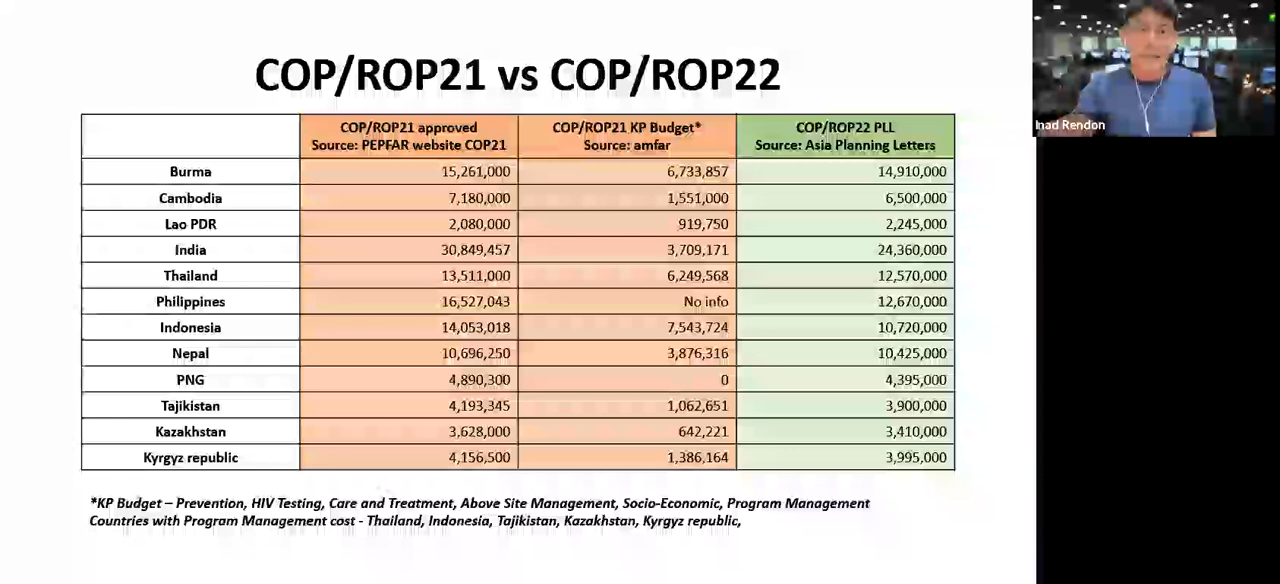 COP/ROP21 vs COP/ROP22
COP/ROP21 approved
Source: PEPFAR website COP21
COP/ROP21 KP Budget*
Source: amfar
COP/ROP22 PLL
Source: Asia Planning Letters
Burma 15,261,000 6,733,857 14,910,000
Cambodia 7,180,000 1,551,000 6,500,000
Lao PDR 2,080,000 919,750 2,245,000
India 30,849,457 3,709,171 24,360,000
Thailand 13,511,000 6,249,568 12,570,000
Philippines 16,527,043 No info 12,670,000
Indonesia 14,053,018 7,543,724 10,720,000
Nepal 10,696,250 3,876,316 10,425,000
PNG 4,890,300 0 4,395,000
Tajikistan 4,193,345 1,062,651 3,900,000
Kazakhstan 3,628,000 642,221 3,410,000
Kyrgyz republic 4,156,500 1,386,164 3,995,000
*KP Budget – Prevention, HIV Testing, Care and Treatment, Above Site Management, Socio-Economic, Program Management
Countries with Program Management cost - Thailand, Indonesia, Tajikistan, Kazakhstan, Kyrgyz republic,
Inad Rendon